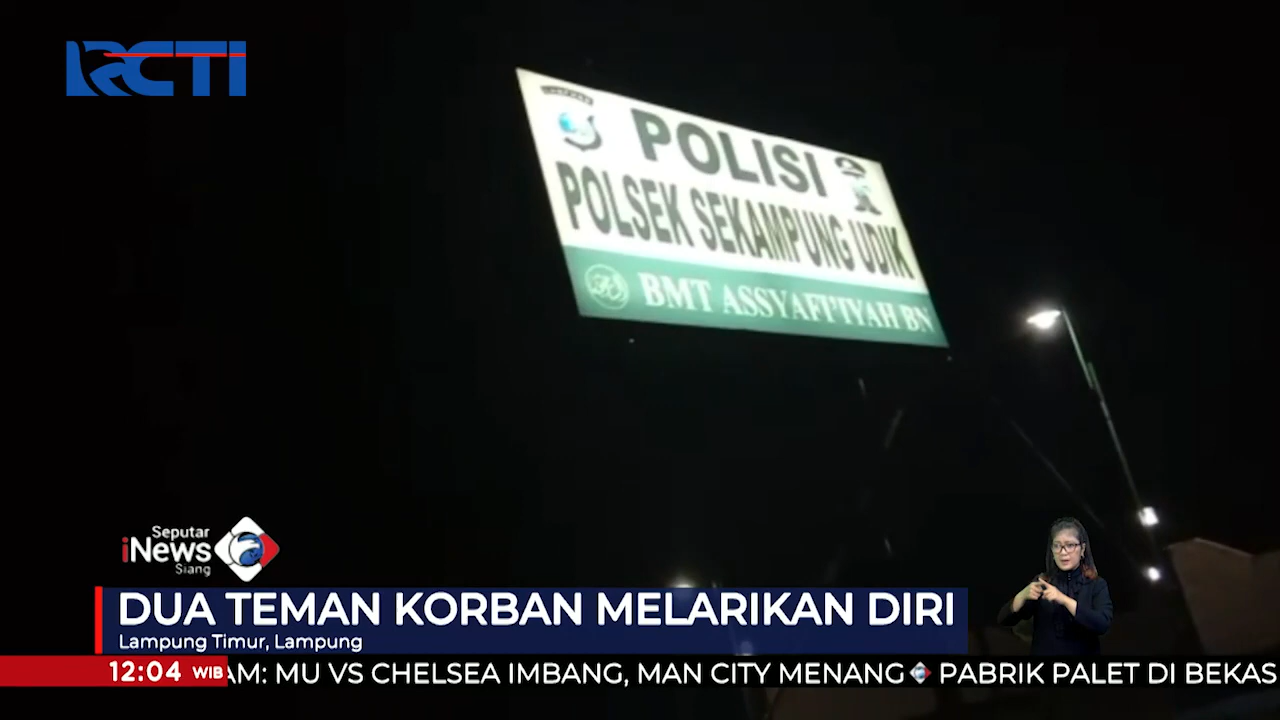 RCTI
POLISI
POLSEK SEKAMPUNG UDIK
BMT ASSYAFI'IYAH BN
Seputar
iNews
Siang
DUA TEMAN KORBAN MELARIKAN DIRI
Lampung Timur, Lampung
12:04 WIB AM: MU VS CHELSEA IMBANG, MAN CITY MENANG PABRIK PALET DI BEKAS